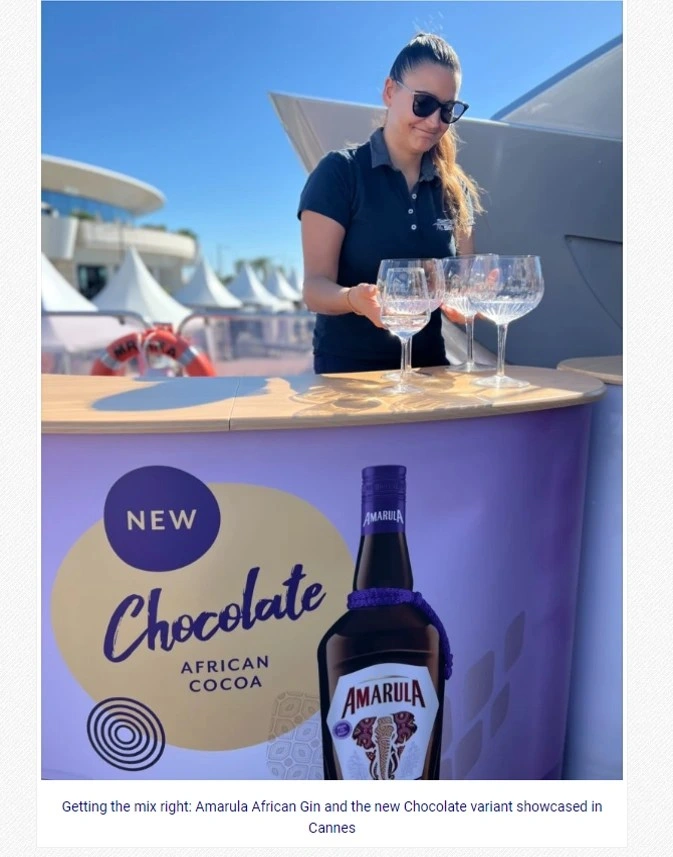 NEW
Chocolate
AFRICAN
COCOA
AMARULA
AMARULA
Getting the mix right: Amarula African Gin and the new Chocolate variant showcased in
Cannes